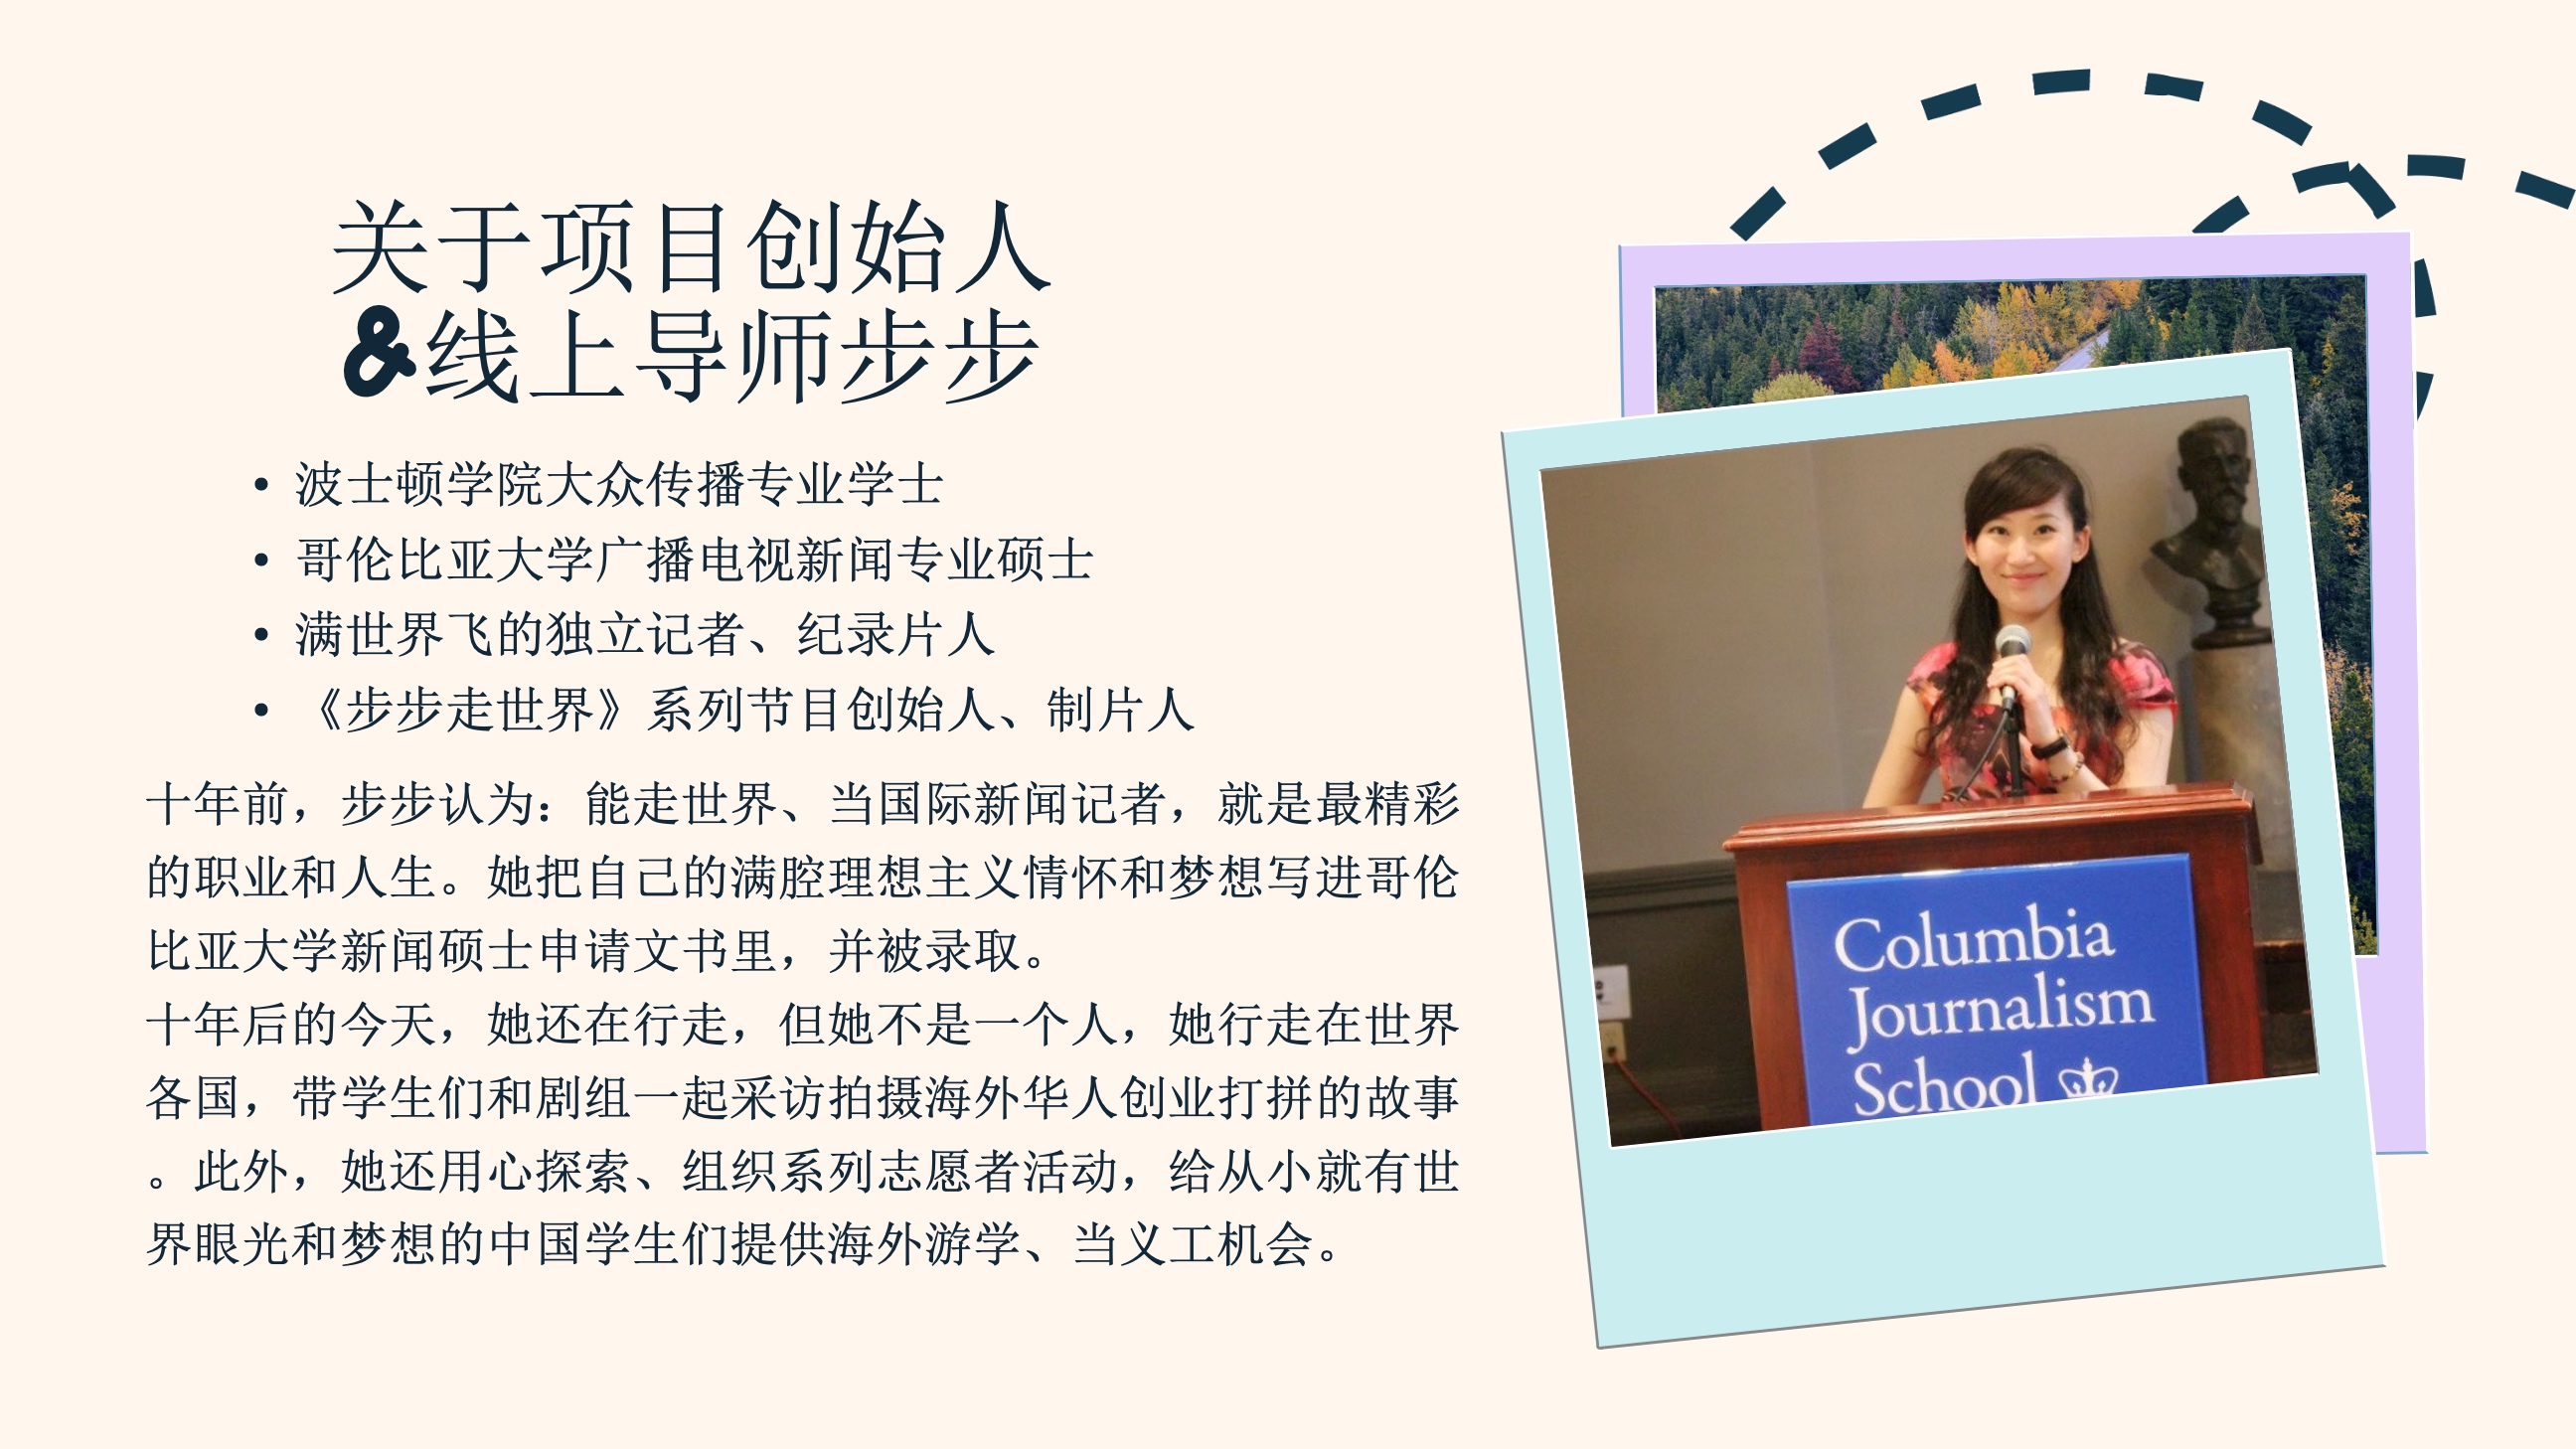 关于项目创始人
&线上导师步步
• 波士顿学院大众传播专业学士
• 哥伦比亚大学广播电视新闻专业硕士
• 满世界飞的独立记者、纪录片人
• 《步步走世界》系列节目创始人、制片人
十年前，步步认为：能走世界、当国际新闻记者，就是最精彩
的职业和人生。她把自己的满腔理想主义情怀和梦想写进哥伦
比亚大学新闻硕士申请文书里，并被录取。
十年后的今天，她还在行走，但她不是一个人，她行走在世界
各国，带学生们和剧组一起采访拍摄海外华人创业打拼的故事
。此外，她还用心探索、组织系列志愿者活动，给从小就有世
界眼光和梦想的中国学生们提供海外游学、当义工机会。
Columbia
Journalism
School